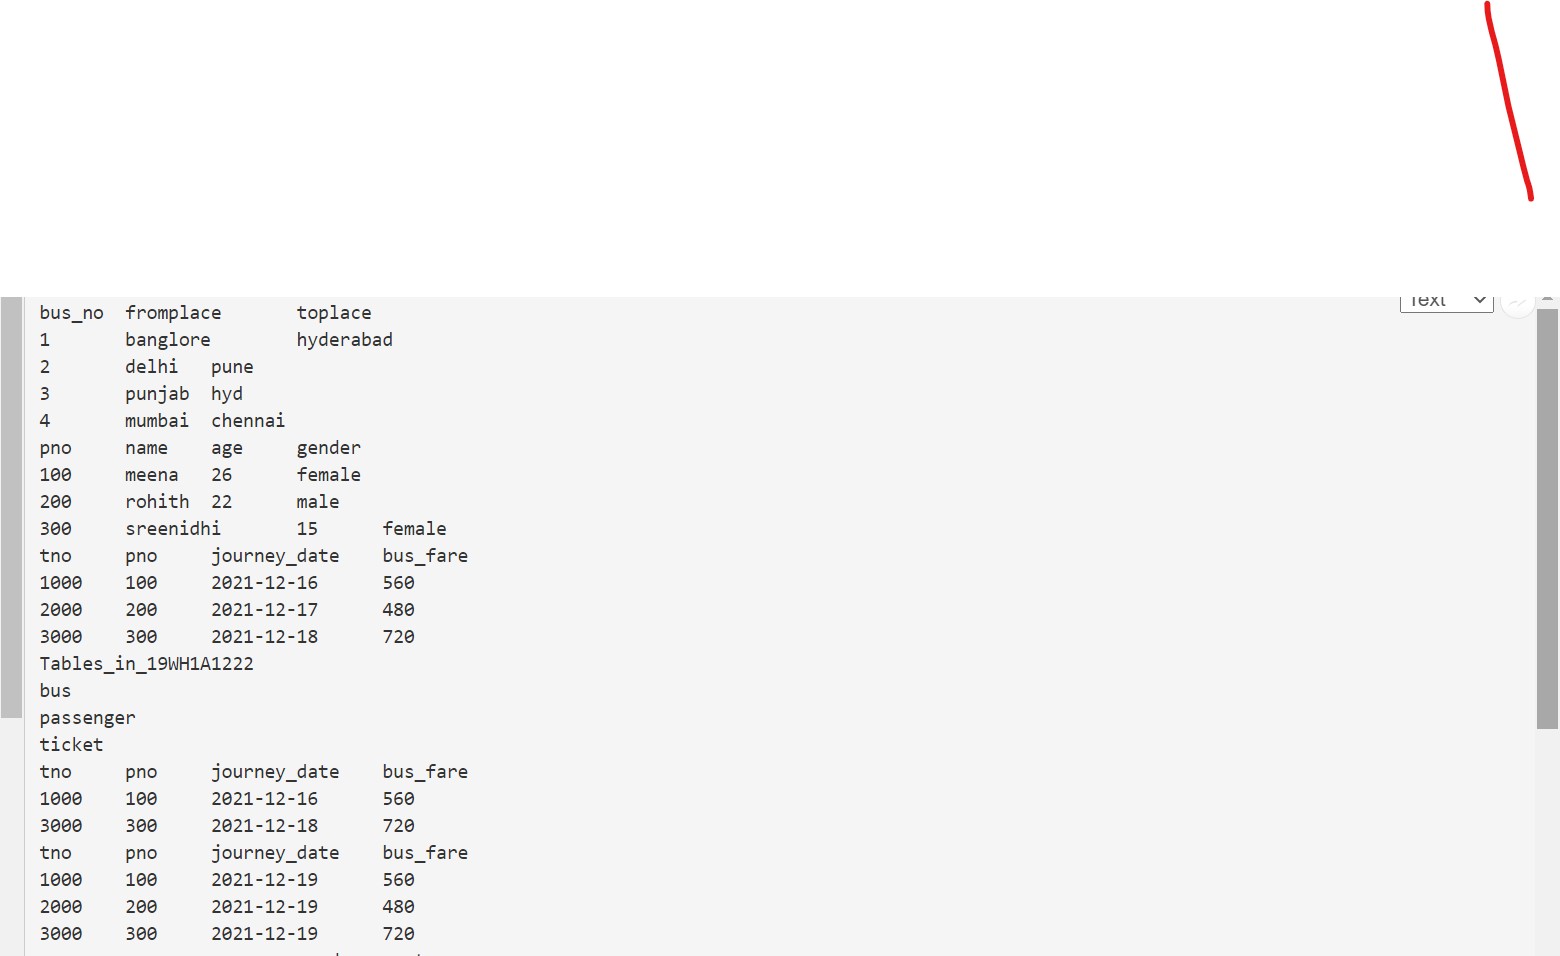 Text
bus_no fromplace toplace
1 banglore hyderabad
2 delhi pune
3 punjab hyd
4 mumbai chennai
pno name age gender
100 meena 26 female
200 rohith 22 male
300 sreenidhi 15 female
tno pno journey_date bus_fare
1000 100 2021-12-16 560
2000 200 2021-12-17 480
3000 300 2021-12-18 720
Tables_in_19WH1A1222
bus
passenger
ticket
tno pno journey_date bus_fare
1000 100 2021-12-16 560
3000 300 2021-12-18 720
tno pno journey_date bus_fare
1000 100 2021-12-19 560
2000 200 2021-12-19 480
3000 300 2021-12-19 720